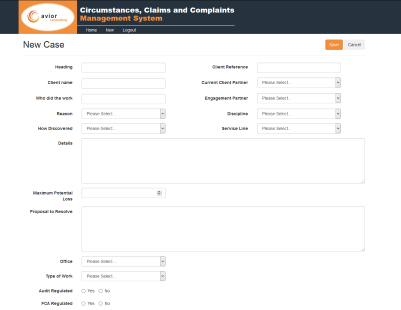 avior
Circumstances, Claims and Complaints
Management System
Home New Logout
New Case
Save Cancel
Heading Client Reference
Client name Current Client Partner Please Select...
Who did the work Engagement Partner Please Select...
Reason Please Select... Discipline Please Select...
How Discovered Please Select... Service Line Please Select...
Details
Maximum Potential
Loss
Proposal to Resolve
Office Please Select...
Type of Work Please Select...
Audit Regulated Yes No
FCA Regulated Yes No